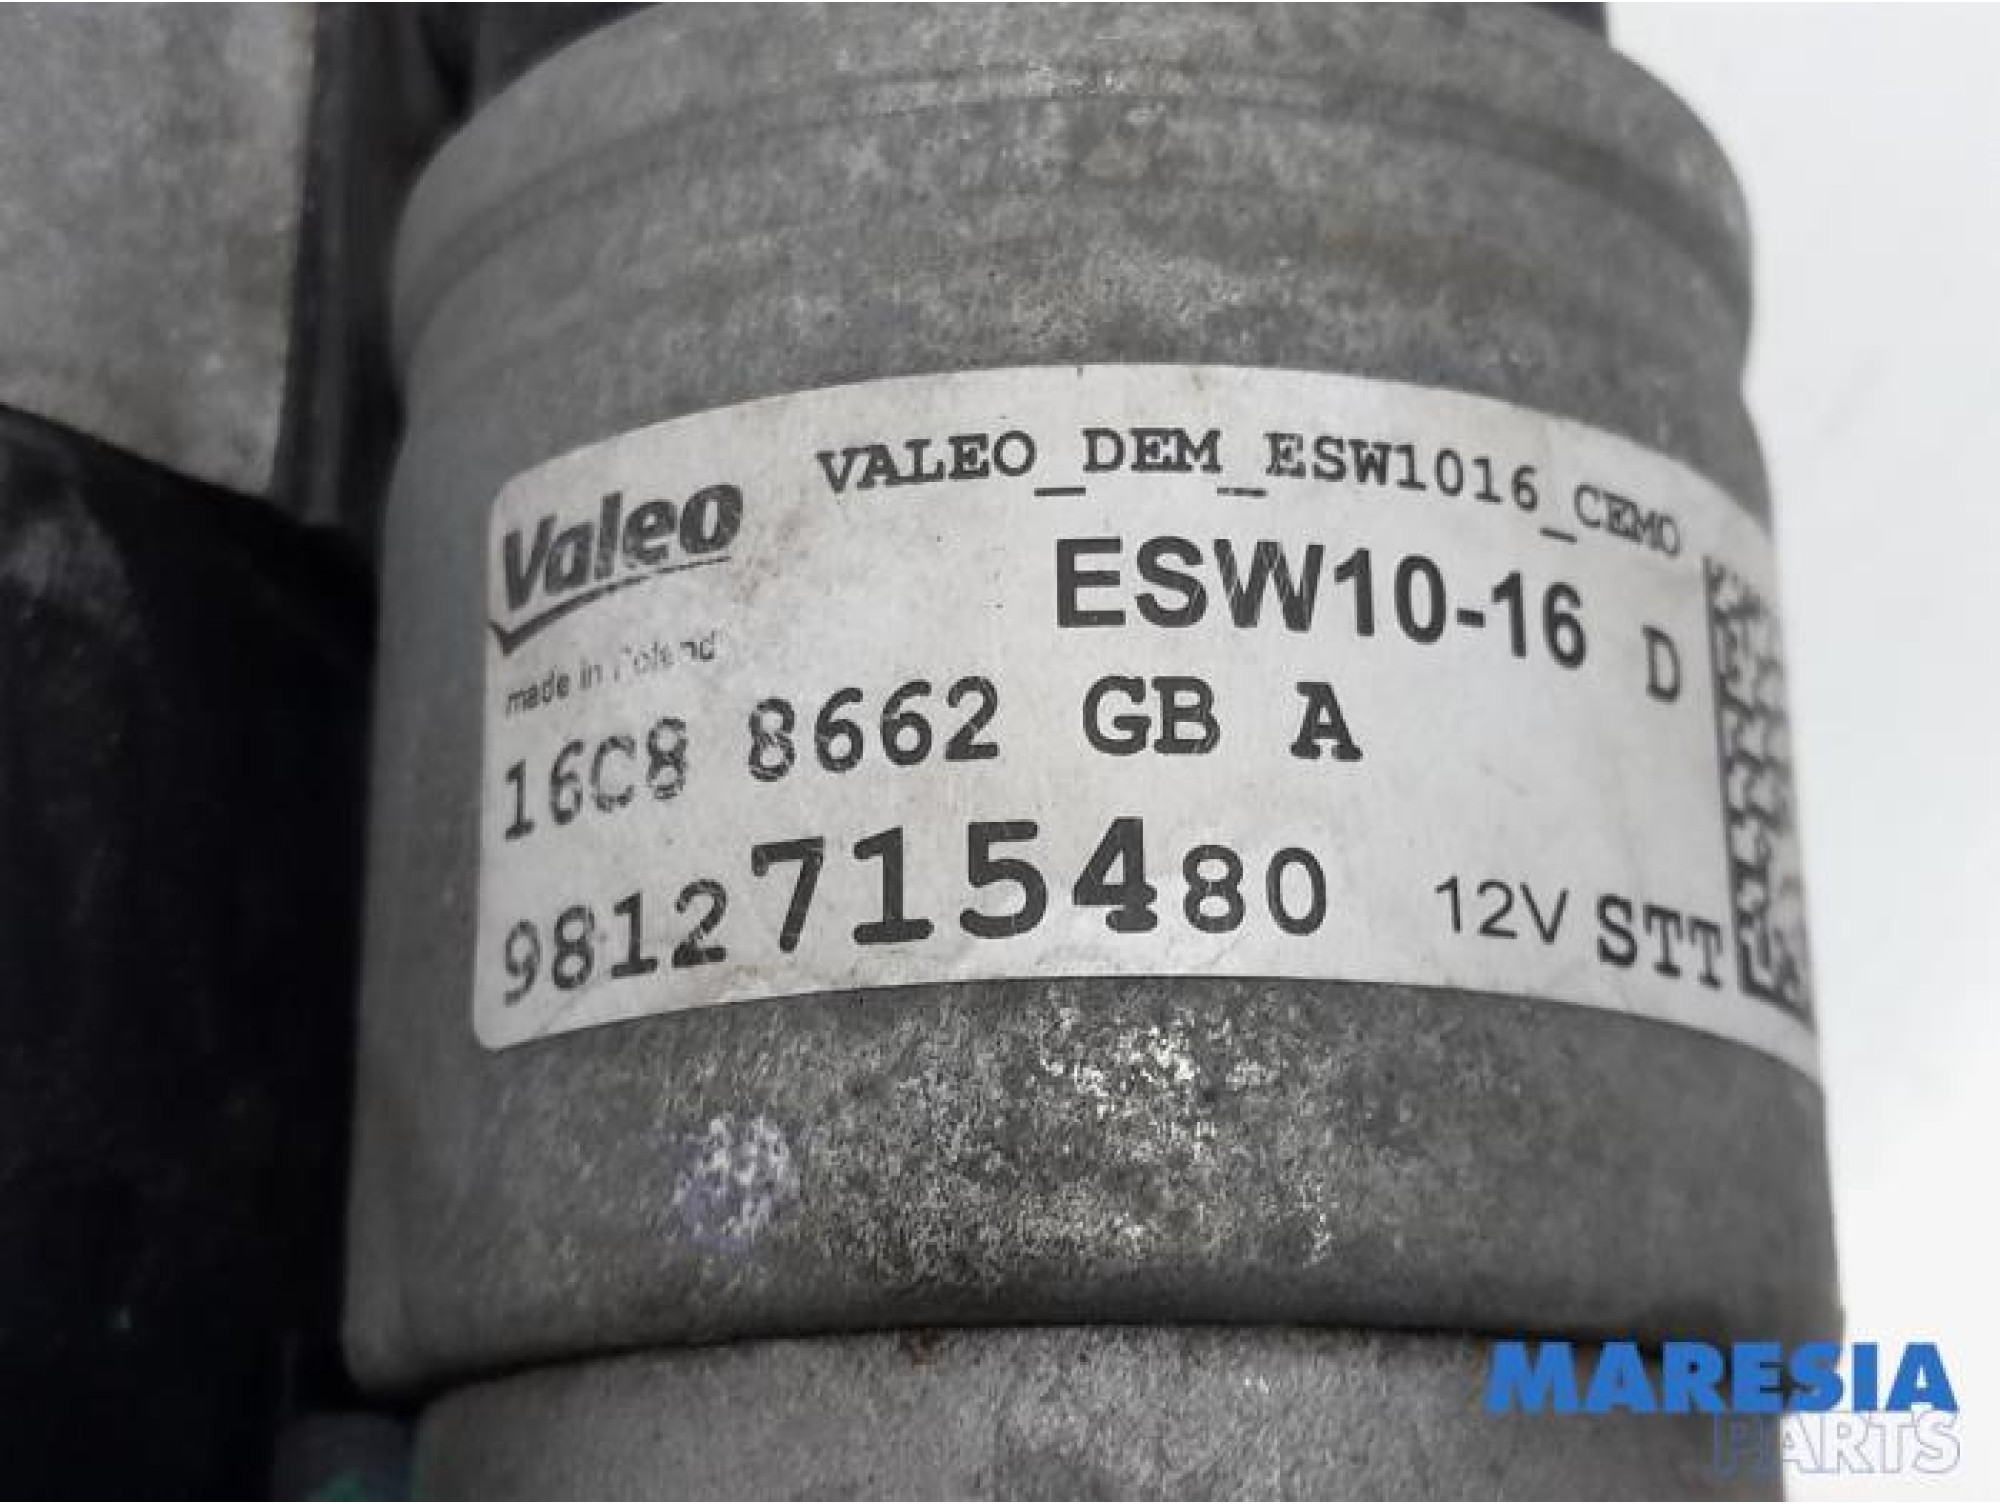 VALEO_DEM_ESW1016_CEMO
Valeo
ESW10-16 D
made in Poland
16C8 8662 GB A
9812715480 12V STT
MARESIA
PARTS